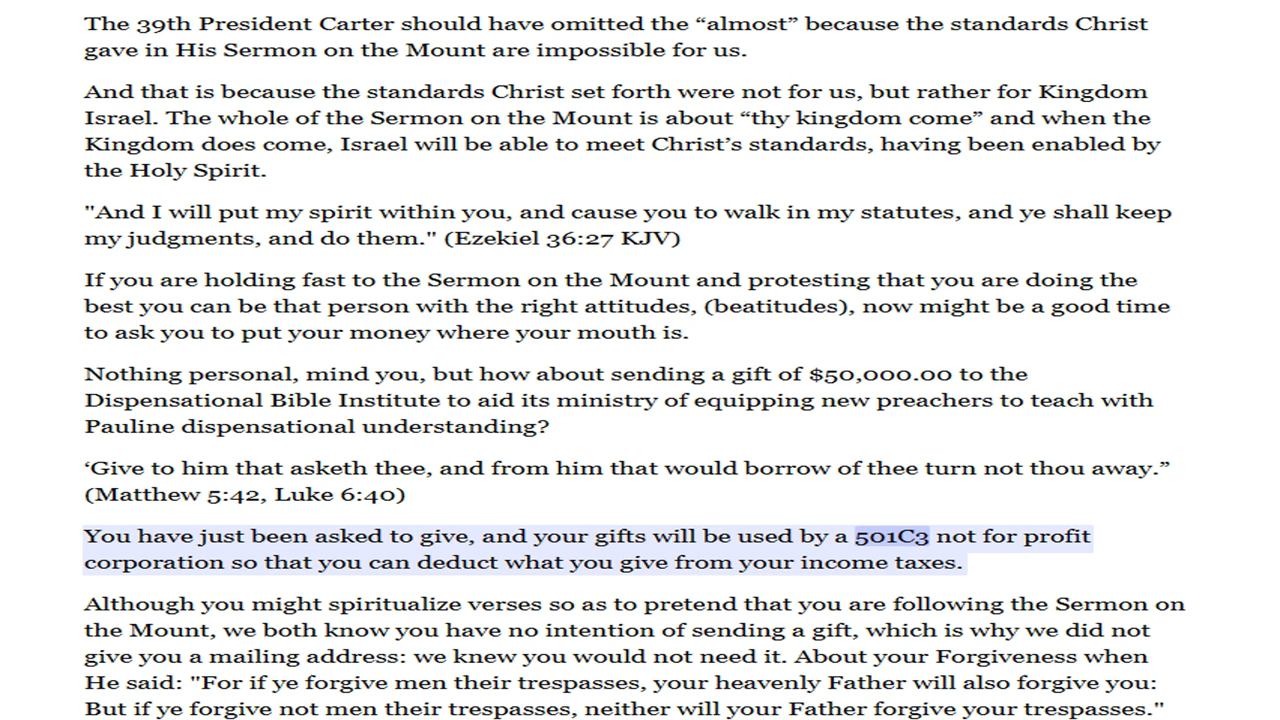 The 39th President Carter should have omitted the “almost” because the standards Christ
gave in His Sermon on the Mount are impossible for us.
And that is because the standards Christ set forth were not for us, but rather for Kingdom
Israel. The whole of the Sermon on the Mount is about “thy kingdom come” and when the
Kingdom does come, Israel will be able to meet Christ’s standards, having been enabled by
the Holy Spirit.
"And I will put my spirit within you, and cause you to walk in my statutes, and ye shall keep
my judgments, and do them." (Ezekiel 36:27 KJV)
If you are holding fast to the Sermon on the Mount and protesting that you are doing the
best you can be that person with the right attitudes, (beatitudes), now might be a good time
to ask you to put your money where your mouth is.
Nothing personal, mind you, but how about sending a gift of $50,000.00 to the
Dispensational Bible Institute to aid its ministry of equipping new preachers to teach with
Pauline dispensational understanding?
‘Give to him that asketh thee, and from him that would borrow of thee turn not thou away.”
(Matthew 5:42, Luke 6:40)
You have just been asked to give, and your gifts will be used by a 501C3 not for profit
corporation so that you can deduct what you give from your income taxes.
Although you might spiritualize verses so as to pretend that you are following the Sermon on
the Mount, we both know you have no intention of sending a gift, which is why we did not
give you a mailing address: we knew you would not need it. About your Forgiveness when
He said: "For if ye forgive men their trespasses, your heavenly Father will also forgive you:
But if ye forgive not men their trespasses, neither will your Father forgive your trespasses."